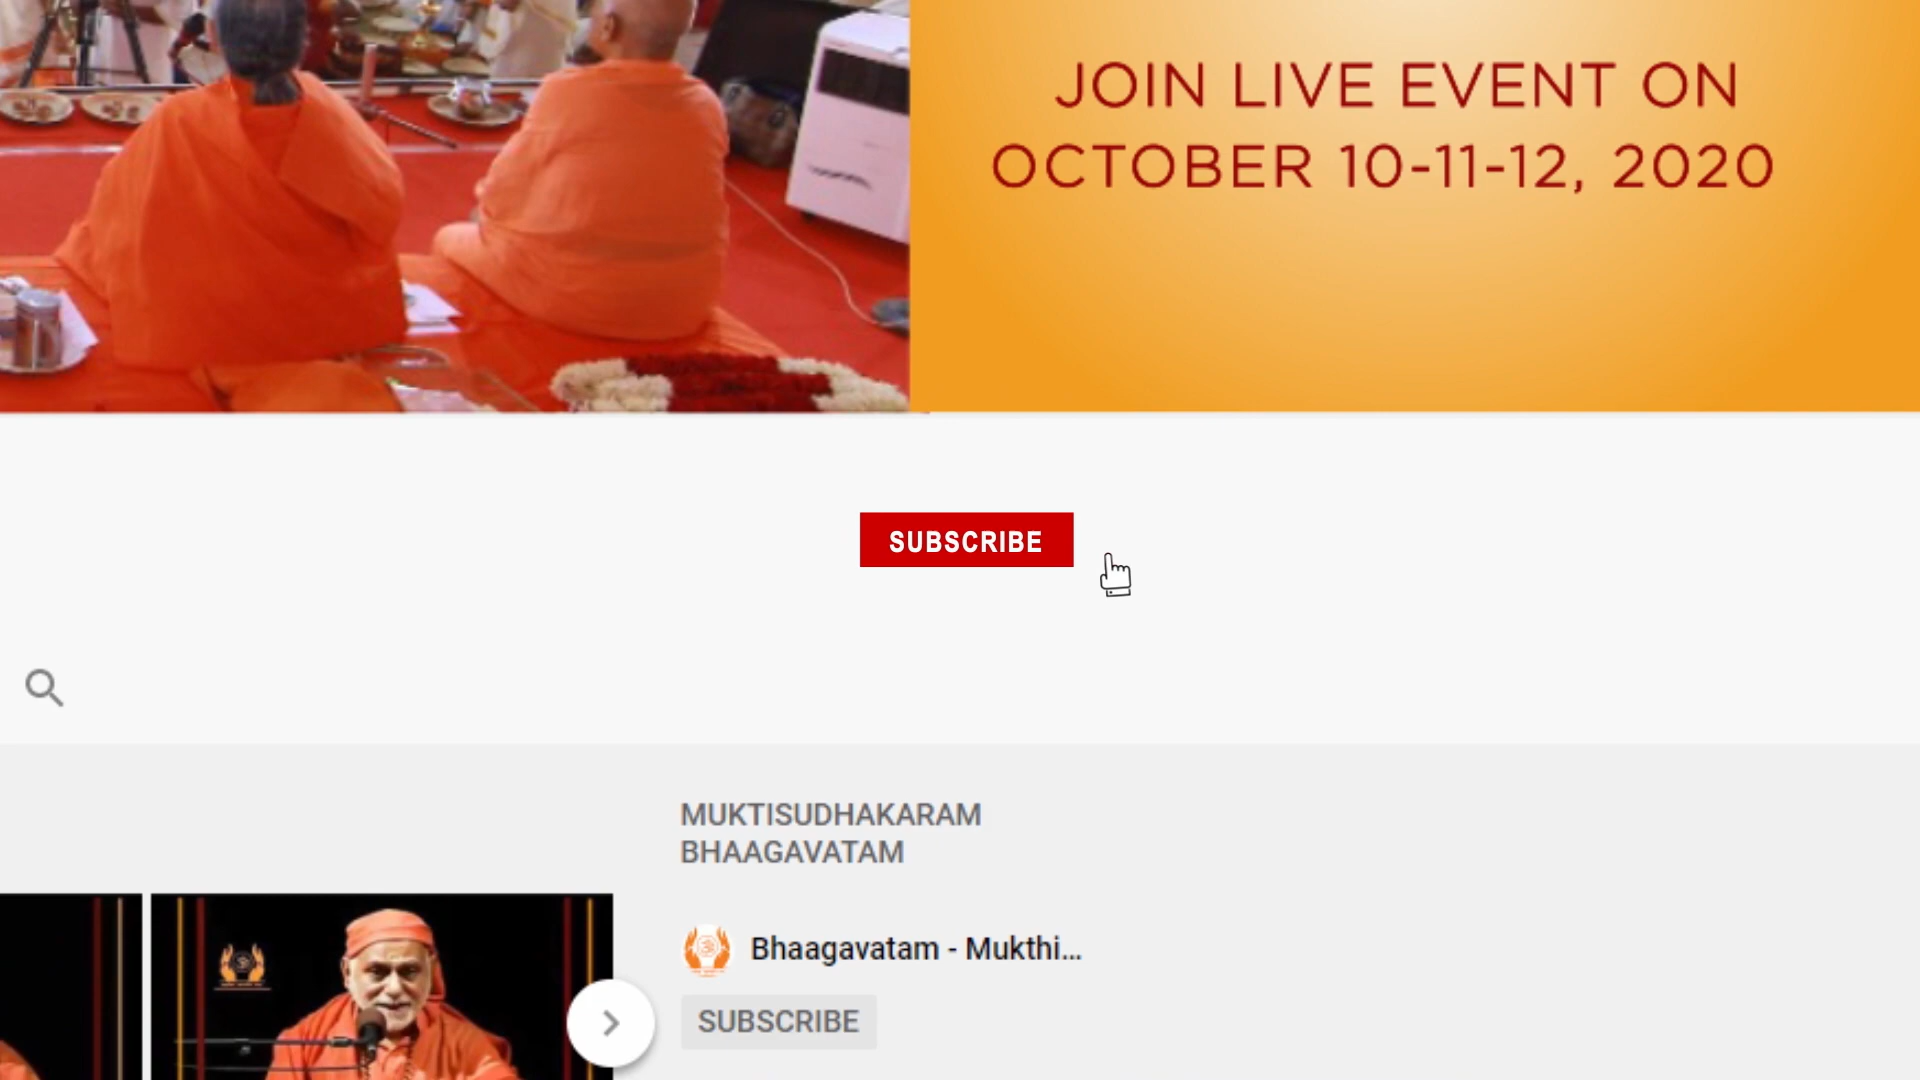 JOIN LIVE EVENT ON
OCTOBER 10-11-12, 2020
SUBSCRIBE
MUKTISUDHAKARAM
BHAAGAVATAM
Bhaagavatam - Mukthi...
SUBSCRIBE